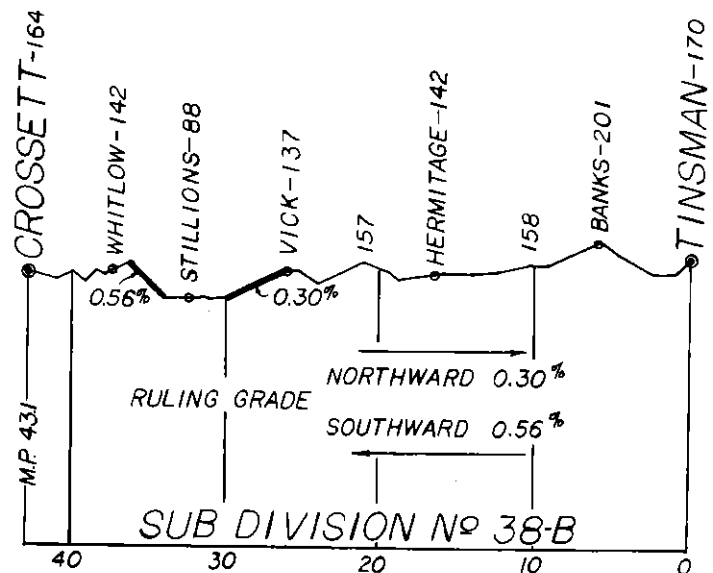 CROSSETT-164
WHITLOW-142
STILLIONS-88
VICK-137
157
HERMITAGE-142
158
BANKS-201
TINSMAN-170
0.56%
0.30%
M.P. 43.1
RULING GRADE
NORTHWARD 0.30%
SOUTHWARD 0.56%
SUB DIVISION Nº 38-B
40 30 20 10 0